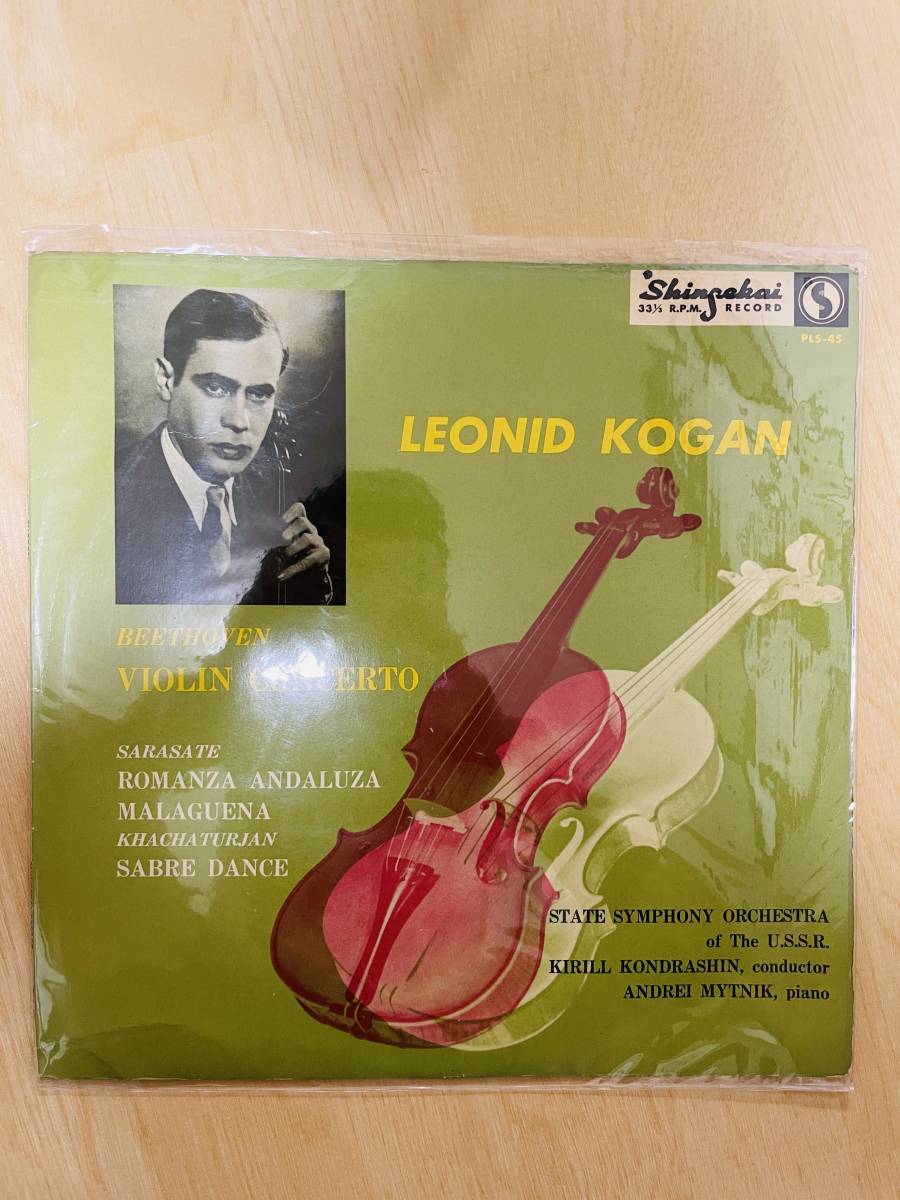 Shinsekai
33⅓ R.P.M. RECORD
S
PLS-45
LEONID KOGAN
BEETHOVEN
VIOLIN CONCERTO
SARASATE
ROMANZA ANDALUZA
MALAGUENA
KHACHATURJAN
SABRE DANCE
STATE SYMPHONY ORCHESTRA
of The U.S.S.R.
KIRILL KONDRASHIN, conductor
ANDREI MYTNIK, piano